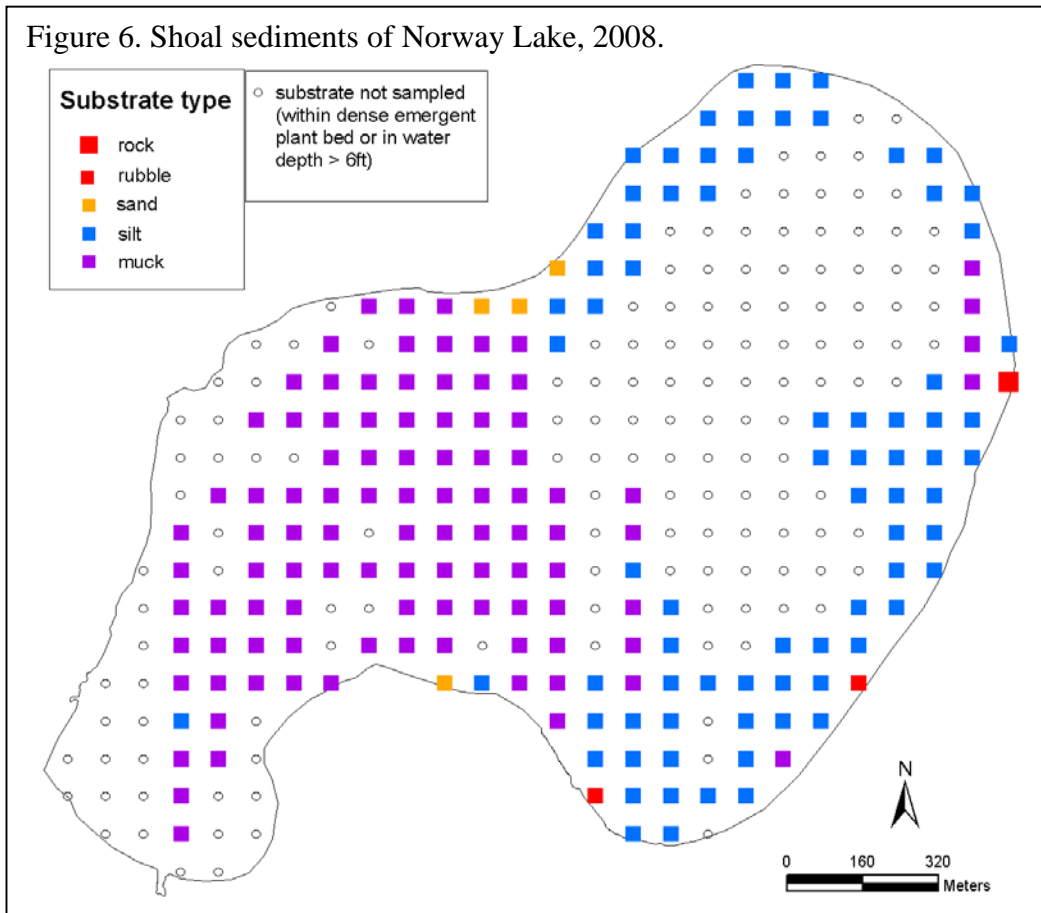 Figure 6. Shoal sediments of Norway Lake, 2008.
Substrate type
rock
rubble
sand
silt
muck
substrate not sampled
(within dense emergent
plant bed or in water
depth > 6ft)
N
0 160 320
Meters